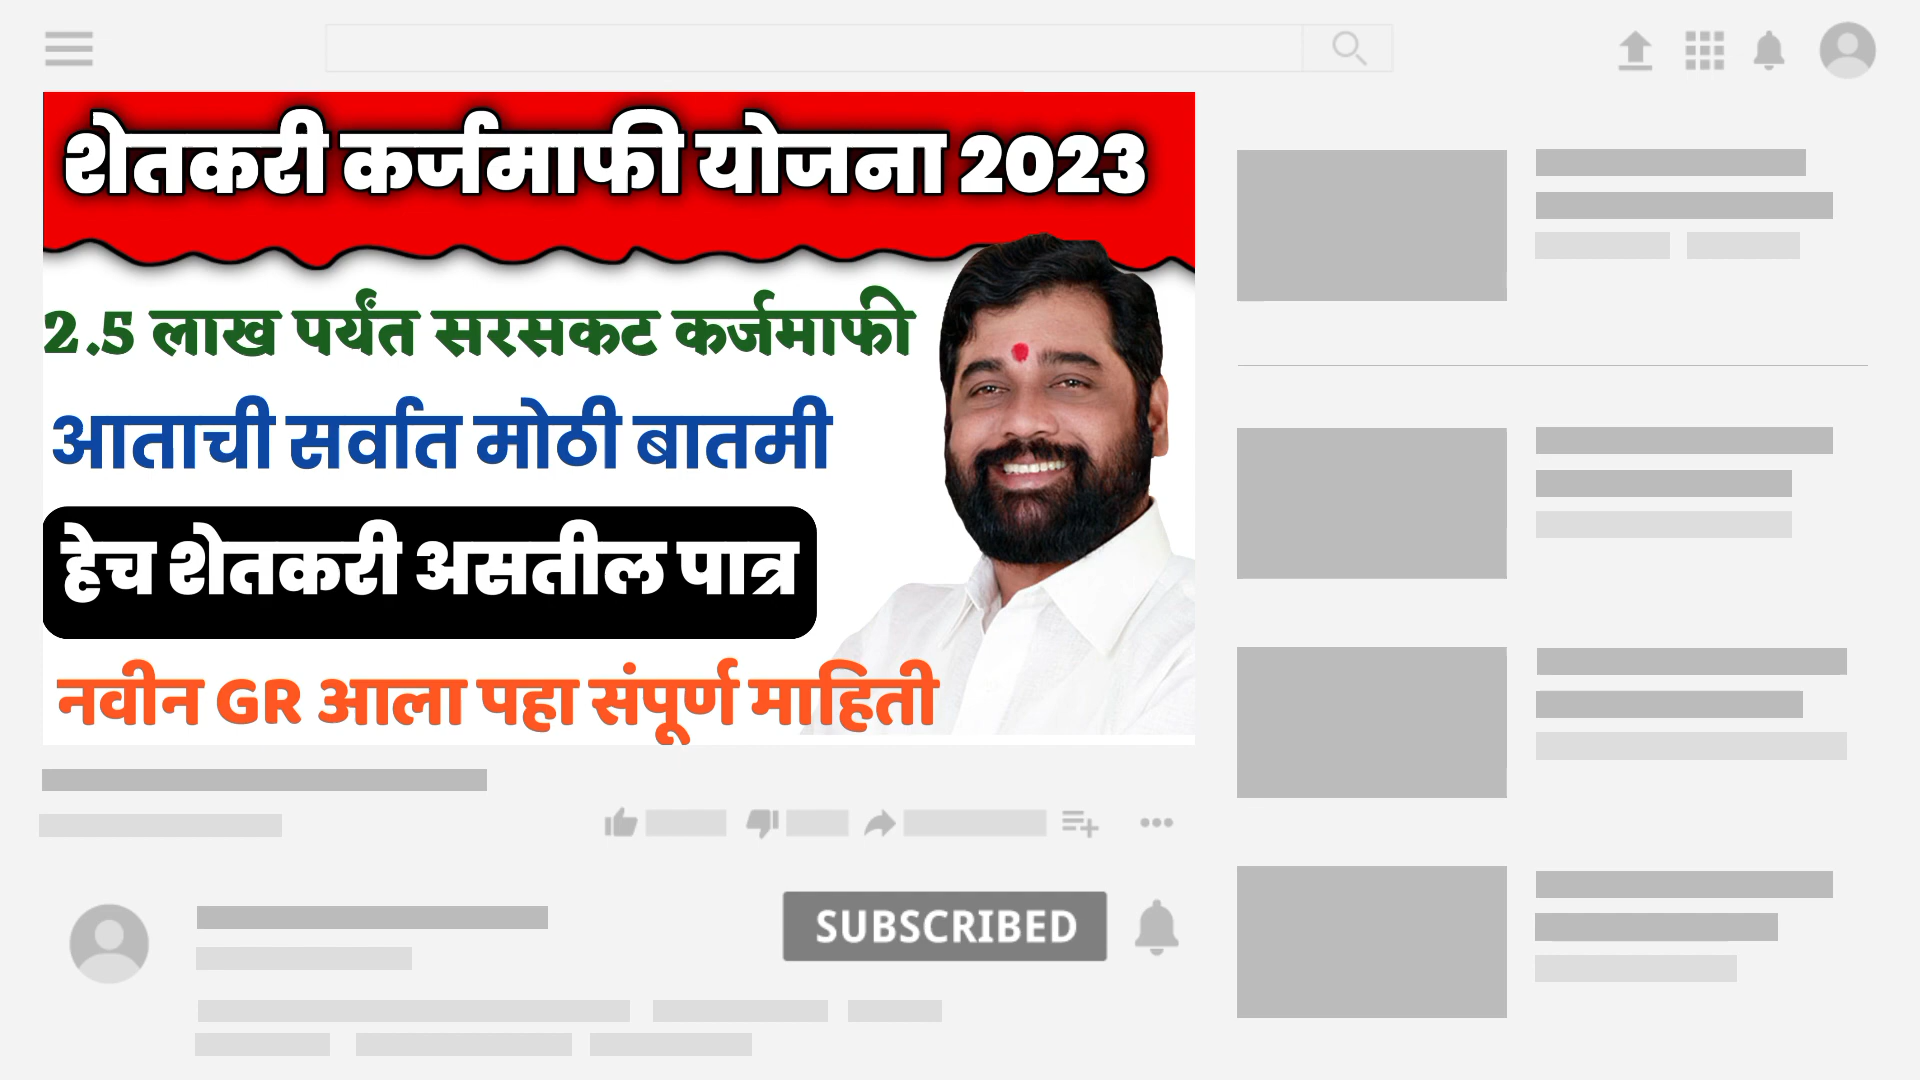 शेतकरी कर्जमाफी योजना 2023
2.5 लाख पर्यंत सरसकट कर्जमाफी
आताची सर्वात मोठी बातमी
हेच शेतकरी असतील पात्र
नवीन GR आला पहा संपूर्ण माहिती
SUBSCRIBED